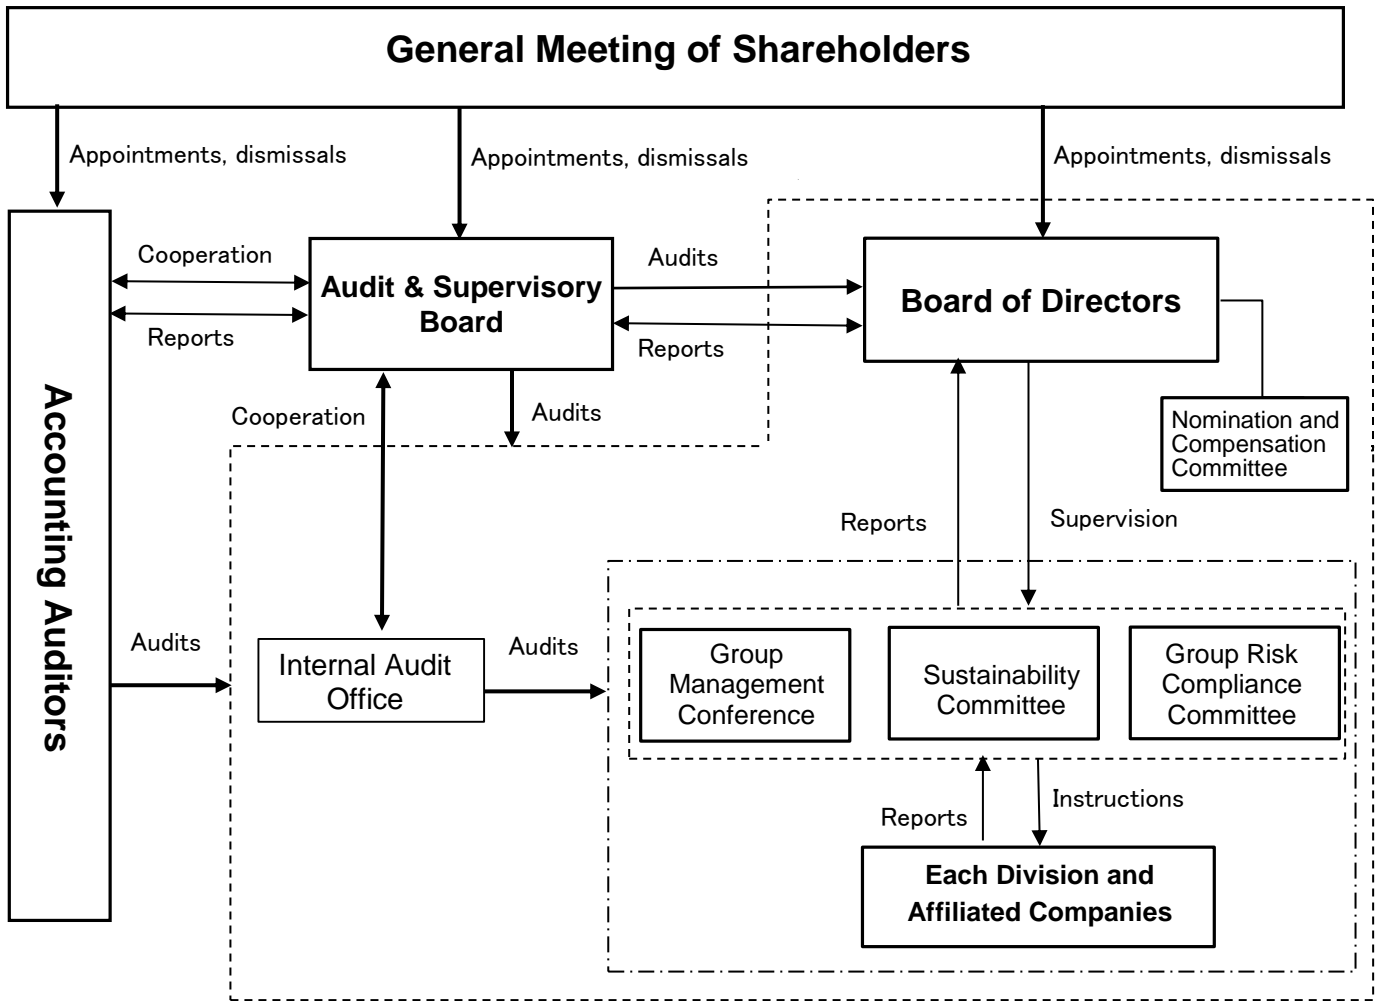 General Meeting of Shareholders
Appointments, dismissals
Appointments, dismissals
Appointments, dismissals
Cooperation
Reports
Audit & Supervisory
Board
Audits
Reports
Board of Directors
Nomination and
Compensation
Committee
Accounting Auditors
Cooperation
Audits
Reports
Supervision
Audits
Internal Audit
Office
Audits
Group
Management
Conference
Sustainability
Committee
Group Risk
Compliance
Committee
Reports
Instructions
Each Division and
Affiliated Companies